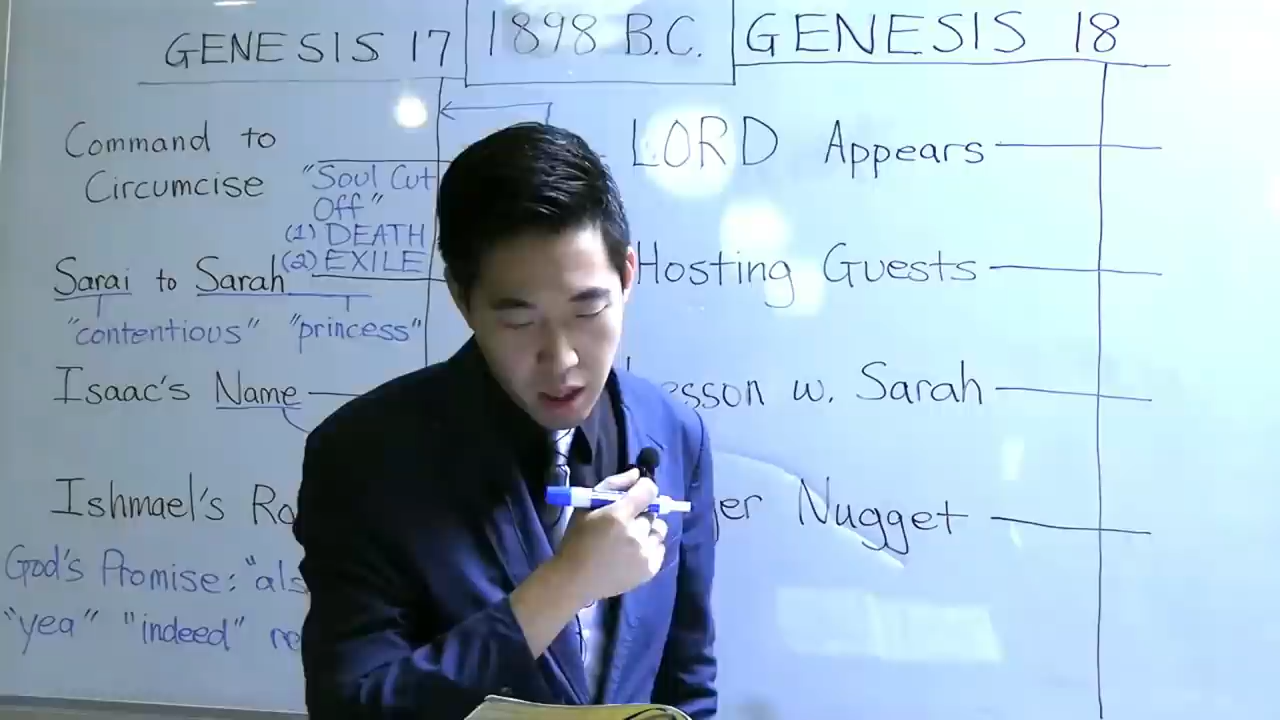 GENESIS 17
1898 B.C.
GENESIS 18
Command to
Circumcise
"Soul Cut
Off"
(1) DEATH
(2) EXILE
Sarai to Sarah
"contentious" "princess"
Isaac's Name
Ishmael's
God's Promise:
"yea" "indeed"
LORD Appears
Hosting Guests
w. Sarah
Nugget